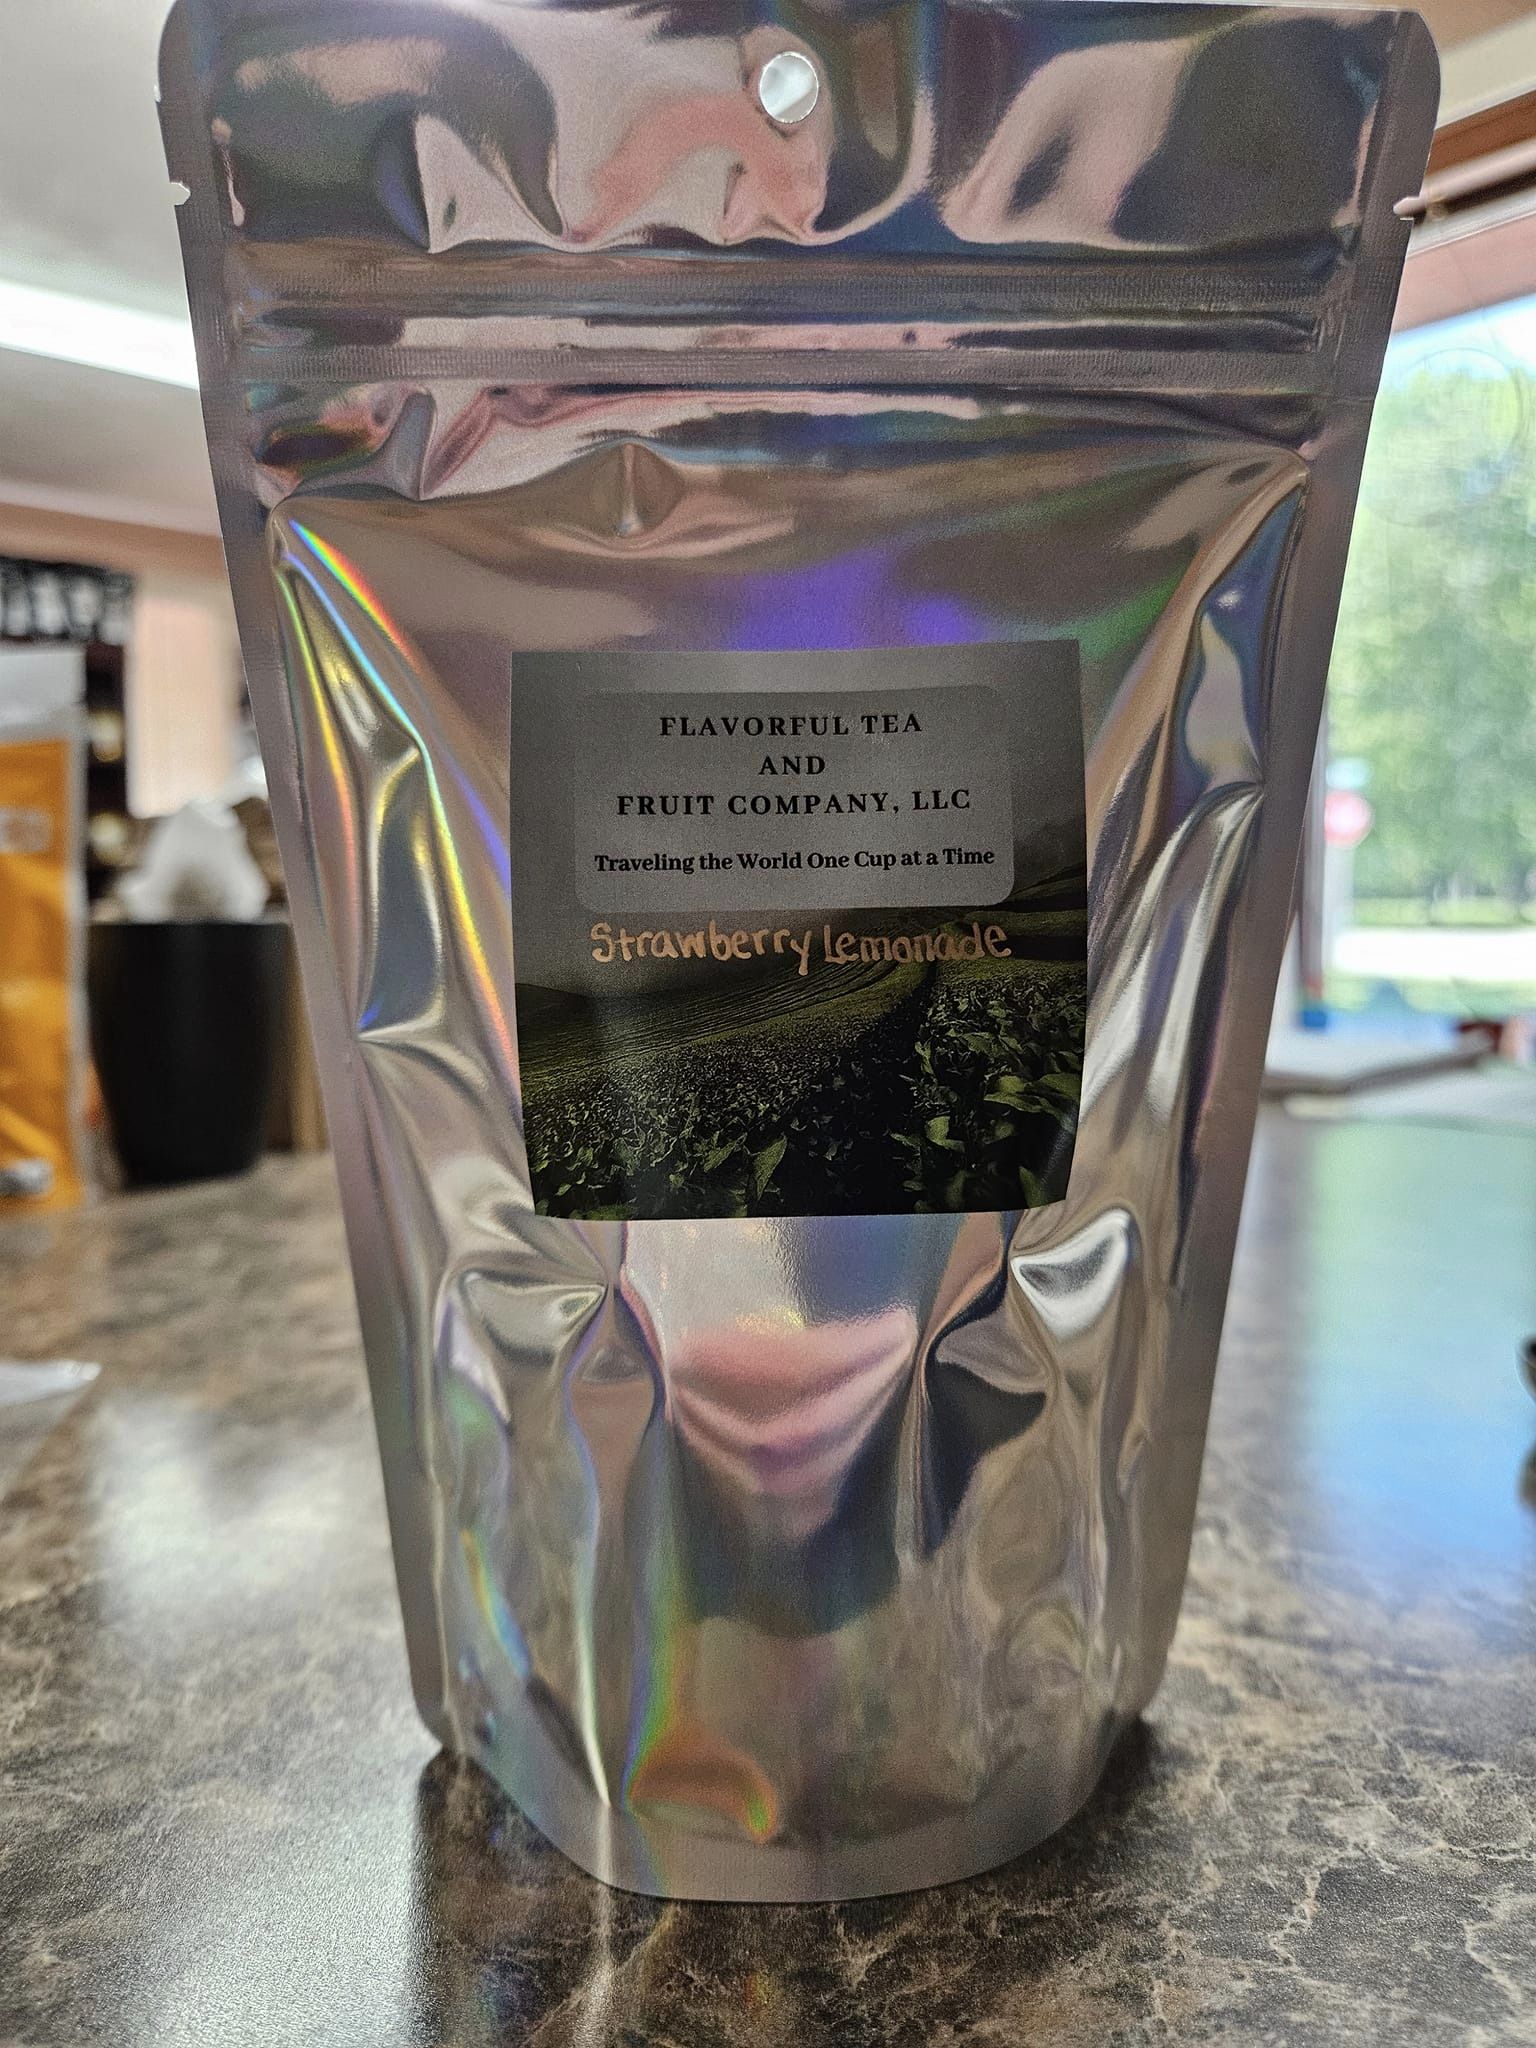 FLAVORFUL TEA
AND
FRUIT COMPANY, LLC
Traveling the World One Cup at a Time
Strawberry Lemonade